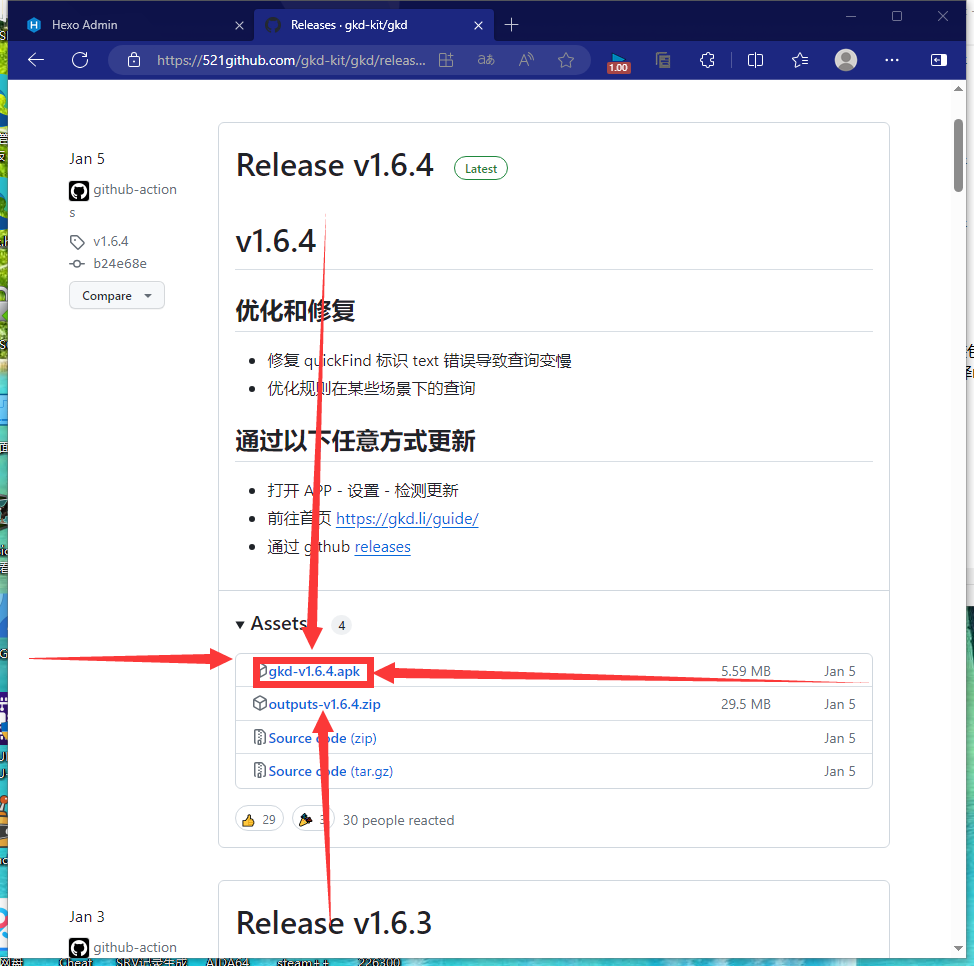 Hexo Admin
Releases · gkd-kit/gkd
https://521github.com/gkd-kit/gkd/releas...
1.00
Jan 5
github-action
s
v1.6.4
b24e68e
Compare
Release v1.6.4 Latest
v1.6.4
优化和修复
修复 quickFind 标识 text 错误导致查询变慢
优化规则在某些场景下的查询
通过以下任意方式更新
打开 APP - 设置 - 检测更新
前往首页 https://gkd.li/guide/
通过 github releases
Assets 4
gkd-v1.6.4.apk 5.59 MB Jan 5
outputs-v1.6.4.zip 29.5 MB Jan 5
Source code (zip) Jan 5
Source code (tar.gz) Jan 5
29 3 30 people reacted
Jan 3
github-action
Release v1.6.3